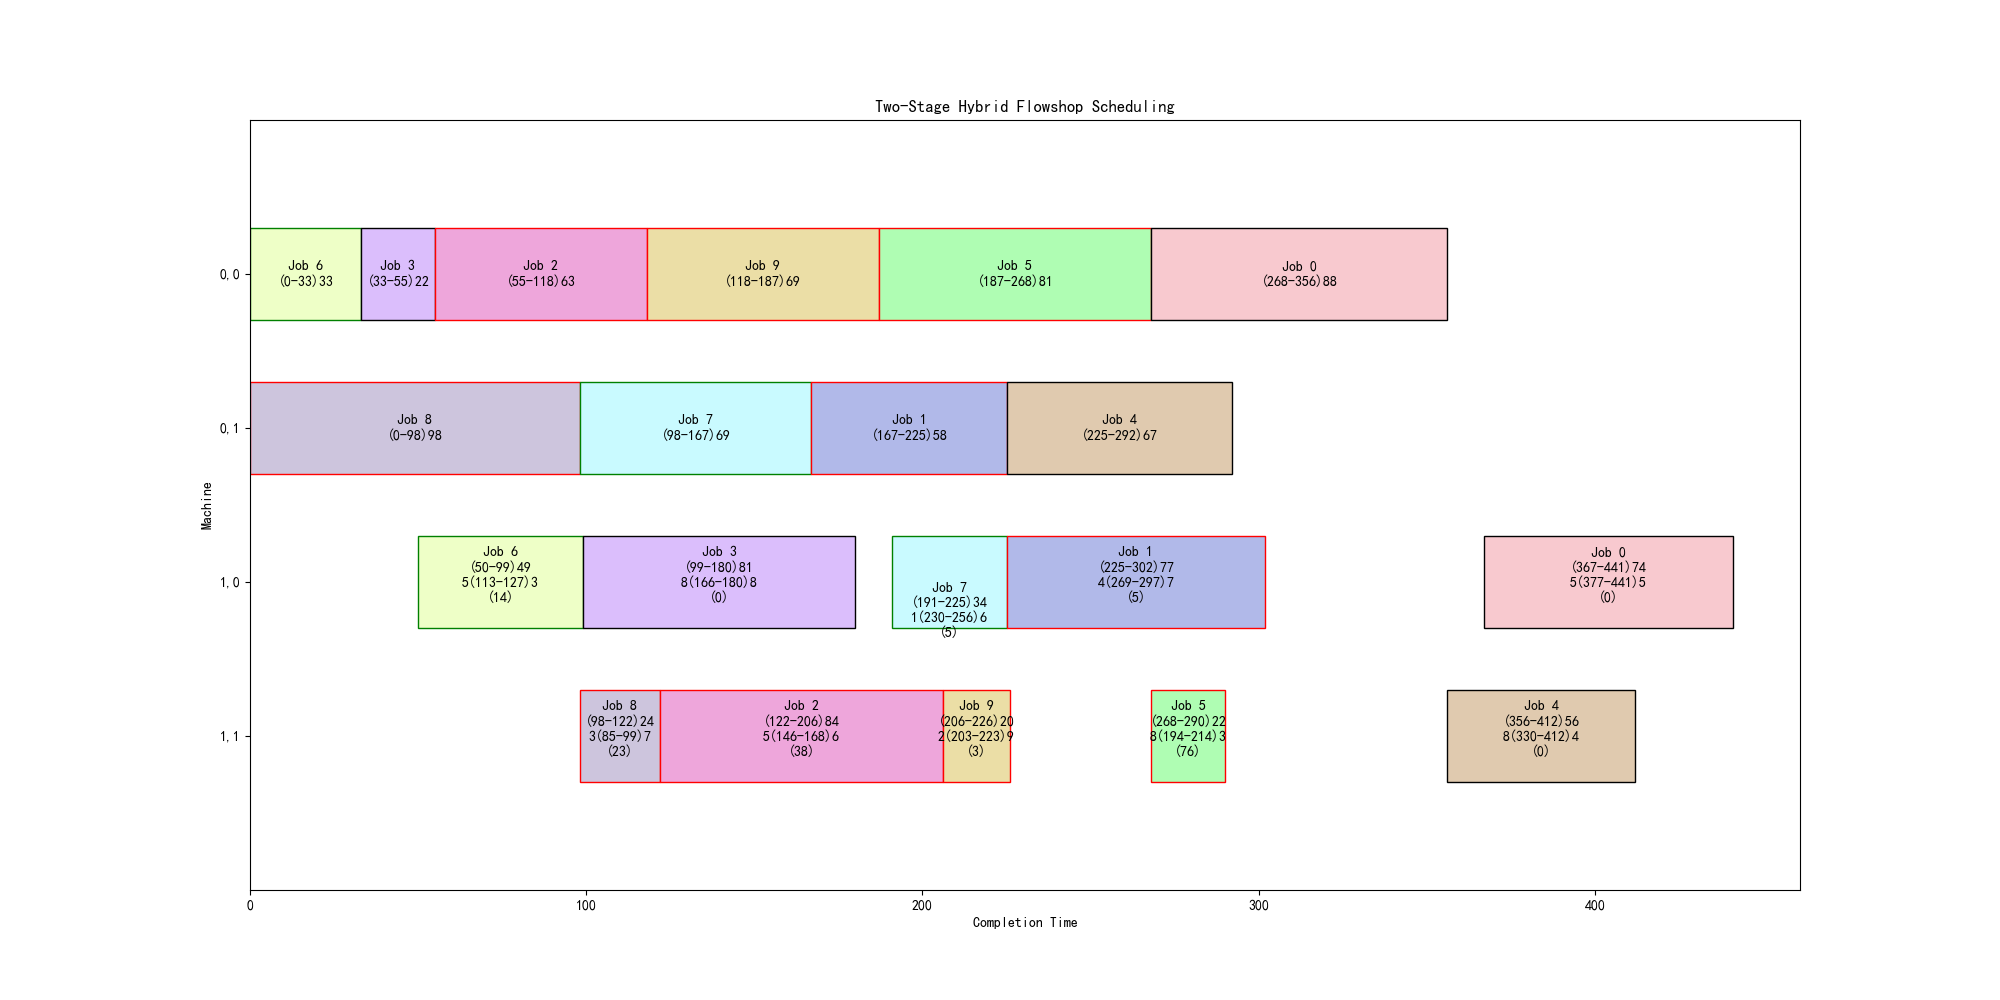 Two-Stage Hybrid Flowshop Scheduling
Machine
0,0
Job 6
(0-33)33
Job 3
(33-55)22
Job 2
(55-118)63
Job 9
(118-187)69
Job 5
(187-268)81
Job 0
(268-356)88
0,1
Job 8
(0-98)98
Job 7
(98-167)69
Job 1
(167-225)58
Job 4
(225-292)67
1,0
Job 6
(50-99)49
5(113-127)3
(14)
Job 3
(99-180)81
8(166-180)8
(0)
Job 7
(191-225)34
1(230-256)6
(5)
Job 1
(225-302)77
4(269-297)7
(5)
Job 0
(367-441)74
5(377-441)5
(0)
1,1
Job 8
(98-122)24
3(85-99)7
(23)
Job 2
(122-206)84
5(146-168)6
(38)
Job 9
(206-226)20
2(203-223)9
(3)
Job 5
(268-290)22
8(194-214)3
(76)
Job 4
(356-412)56
8(330-412)4
(0)
0
100
200
300
400
Completion Time